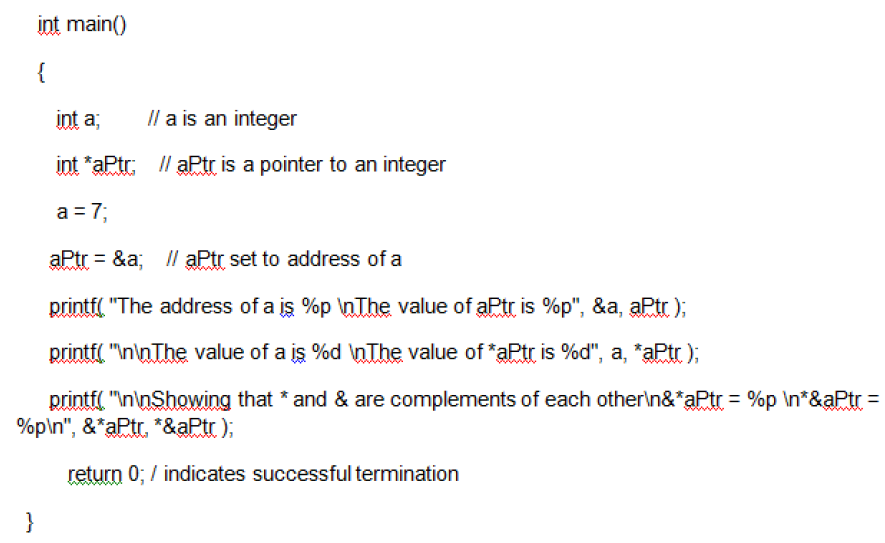 int main()
{
int a; // a is an integer
int *aPtr; // aPtr is a pointer to an integer
a = 7;
aPtr = &a; // aPtr set to address of a
printf( "The address of a is %p \nThe value of aPtr is %p", &a, aPtr );
printf( "\n\nThe value of a is %d \nThe value of *aPtr is %d", a, *aPtr );
printf( "\n\nShowing that * and & are complements of each other\n&*aPtr = %p \n*&aPtr =
%p\n", &*aPtr, *&aPtr );
return 0; / indicates successful termination
}